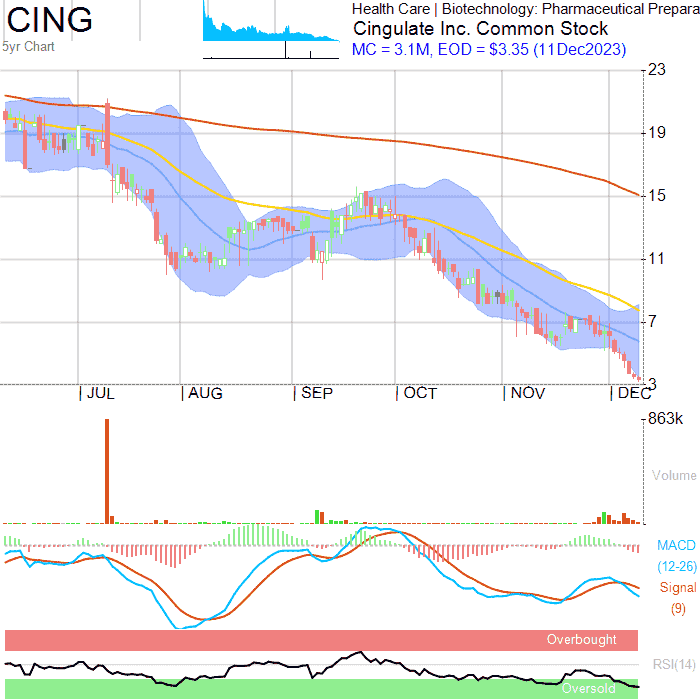 CING
5yr Chart
Health Care | Biotechnology: Pharmaceutical Prepara
Cingulate Inc. Common Stock
MC = 3.1M, EOD = $3.35 (11Dec2023)
23
19
15
11
7
3
JUL AUG SEP OCT NOV DEC
863k
Volume
MACD
(12-26)
Signal
(9)
Overbought
RSI(14)
Oversold